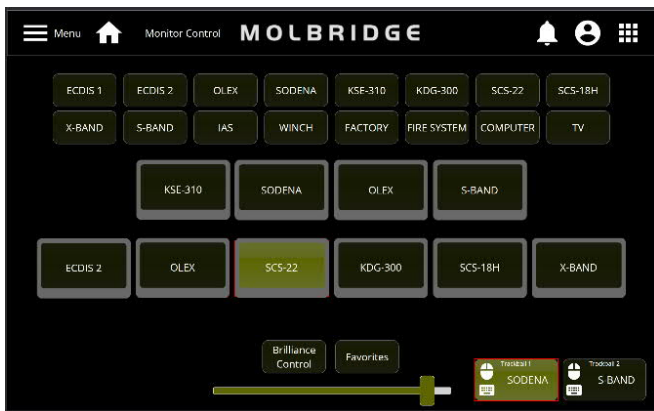 Menu Monitor Control MOLBRIDGE
ECDIS 1 ECDIS 2 OLEX SODENA KSE-310 KDG-300 SCS-22 SCS-18H
X-BAND S-BAND IAS WINCH FACTORY FIRE SYSTEM COMPUTER TV
KSE-310 SODENA OLEX S-BAND
ECDIS 2 OLEX SCS-22 KDG-300 SCS-18H X-BAND
Brilliance
Control
Favorites
Trackball 1
SODENA
Trackball 2
S-BAND